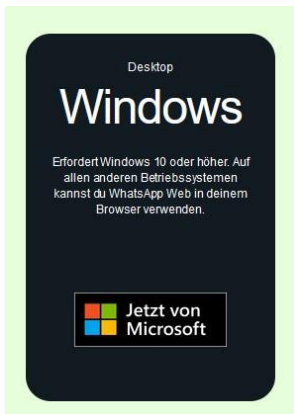 Desktop
Windows
Erfordert Windows 10 oder höher. Auf
allen anderen Betriebssystemen
kannst du WhatsApp Web in deinem
Browser verwenden.
Jetzt von
Microsoft